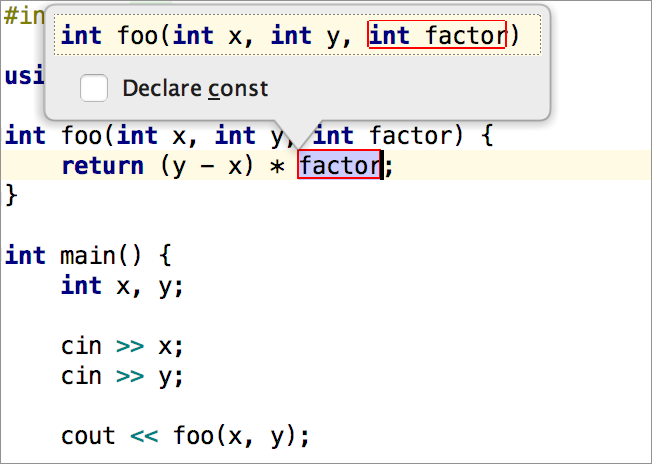 #in
int foo(int x, int y, int factor)
usi
Declare const
int foo(int x, int y, int factor) {
return (y - x) * factor;
}
int main() {
int x, y;
cin >> x;
cin >> y;
cout << foo(x, y);